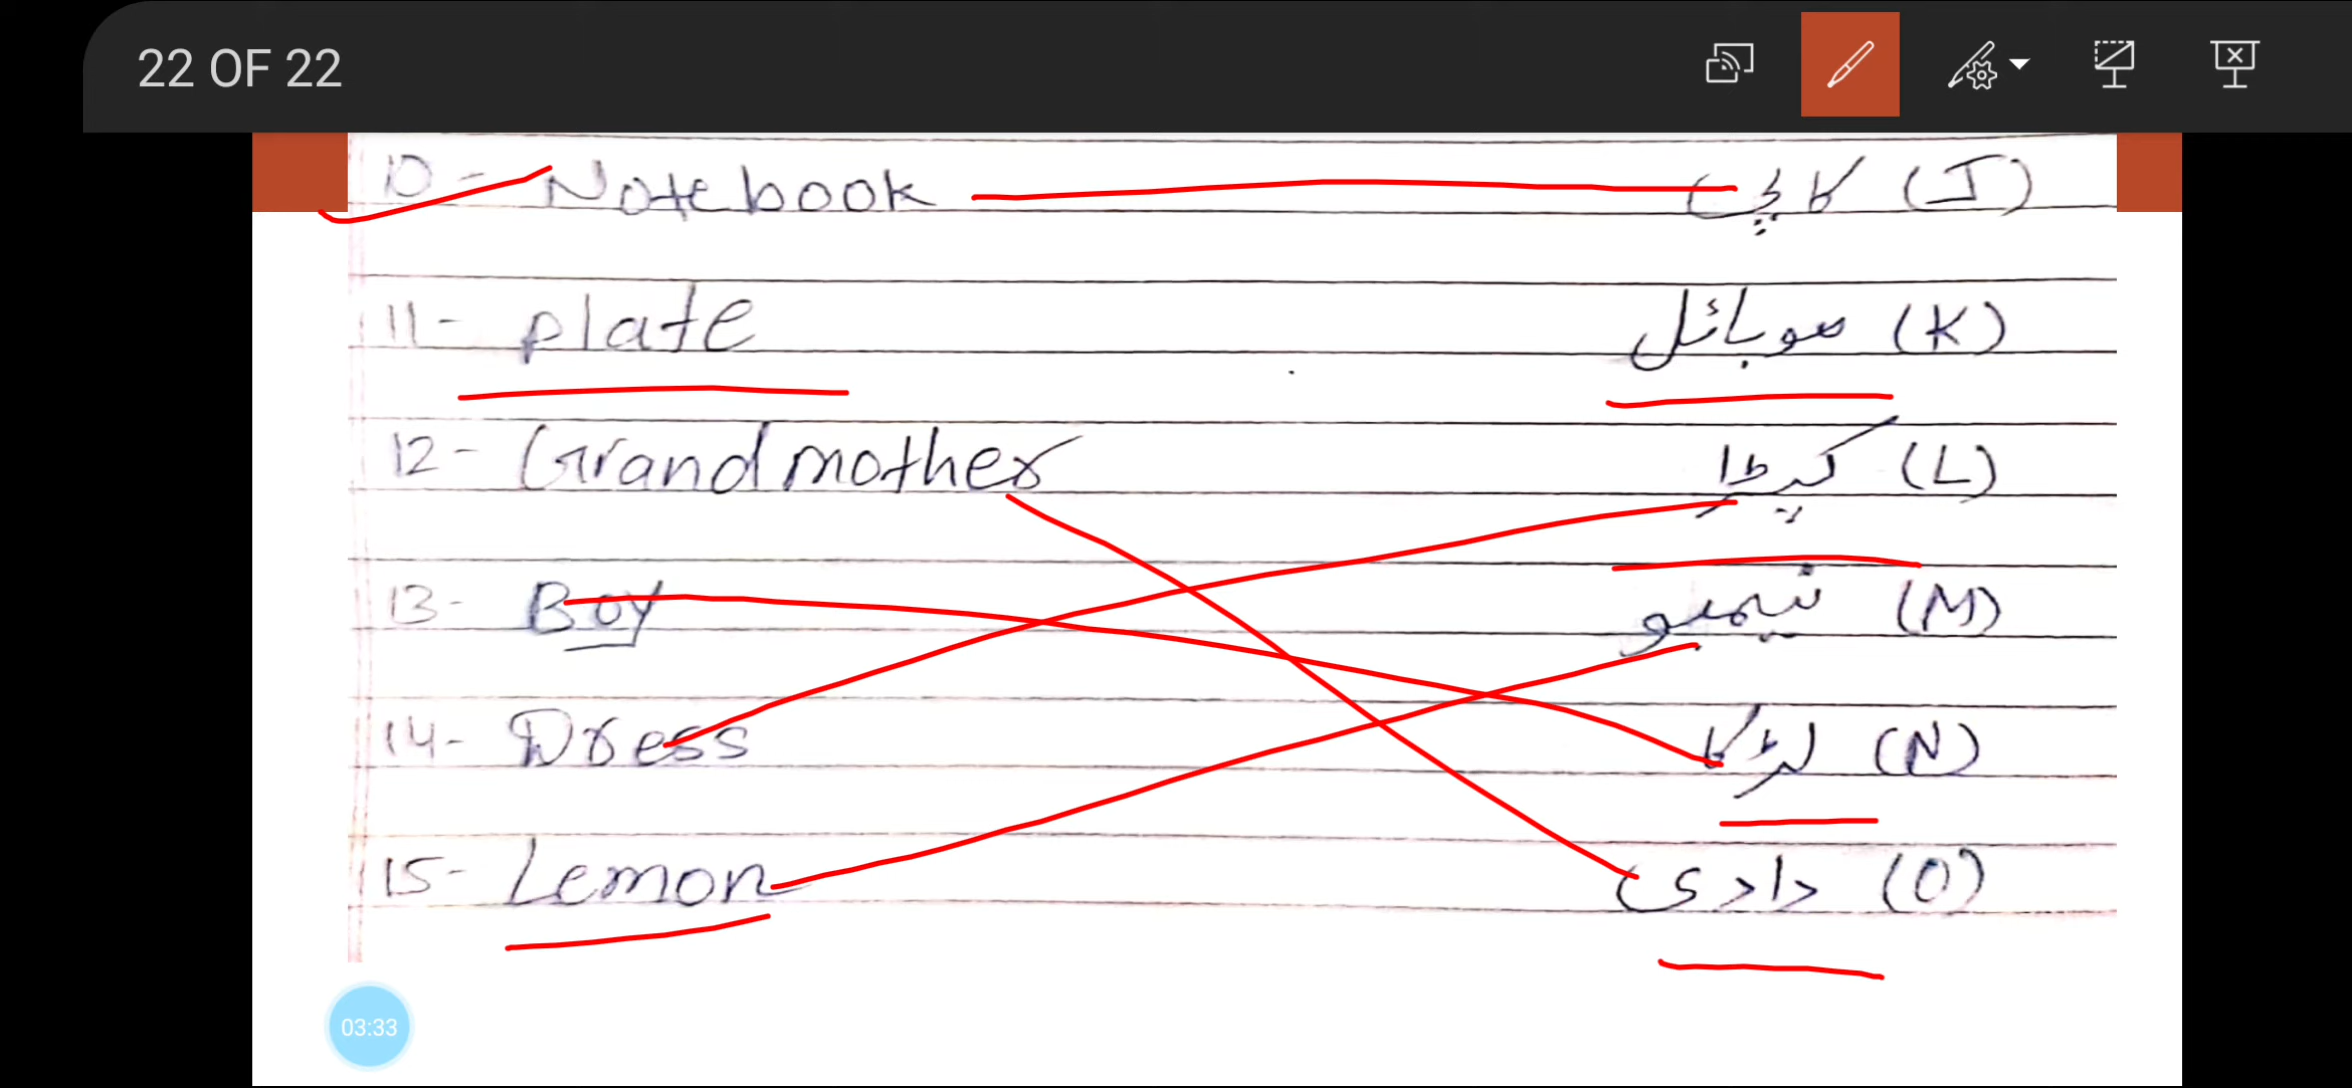 22 OF 22
10- Notebook کاپی (J)
11- plate موبائل (K)
12- Grandmother کپڑا (L)
13- Boy نیمبو (M)
14- Dress لڑکا (N)
15- Lemon دادی (O)
03:33